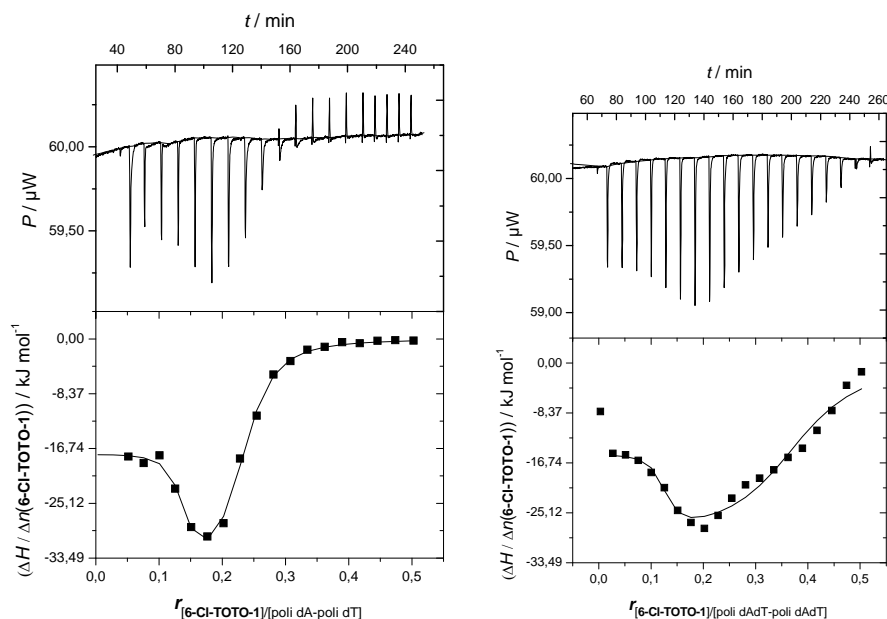 t / min
40 80 120 160 200 240
60,00
59,50
P / µW
0,00
-8,37
-16,74
-25,12
-33,49
(ΔH / Δn(6-Cl-TOTO-1)) / kJ mol⁻¹
0,0 0,1 0,2 0,3 0,4 0,5
r[6-Cl-TOTO-1]/[poli dA-poli dT]
t / min
60 80 100 120 140 160 180 200 220 240 260
60,00
59,50
59,00
P / µW
0,00
-8,37
-16,74
-25,12
-33,49
(ΔH / Δn(6-Cl-TOTO-1)) / kJ mol⁻¹
0,0 0,1 0,2 0,3 0,4 0,5
r[6-Cl-TOTO-1]/[poli dAdT-poli dAdT]